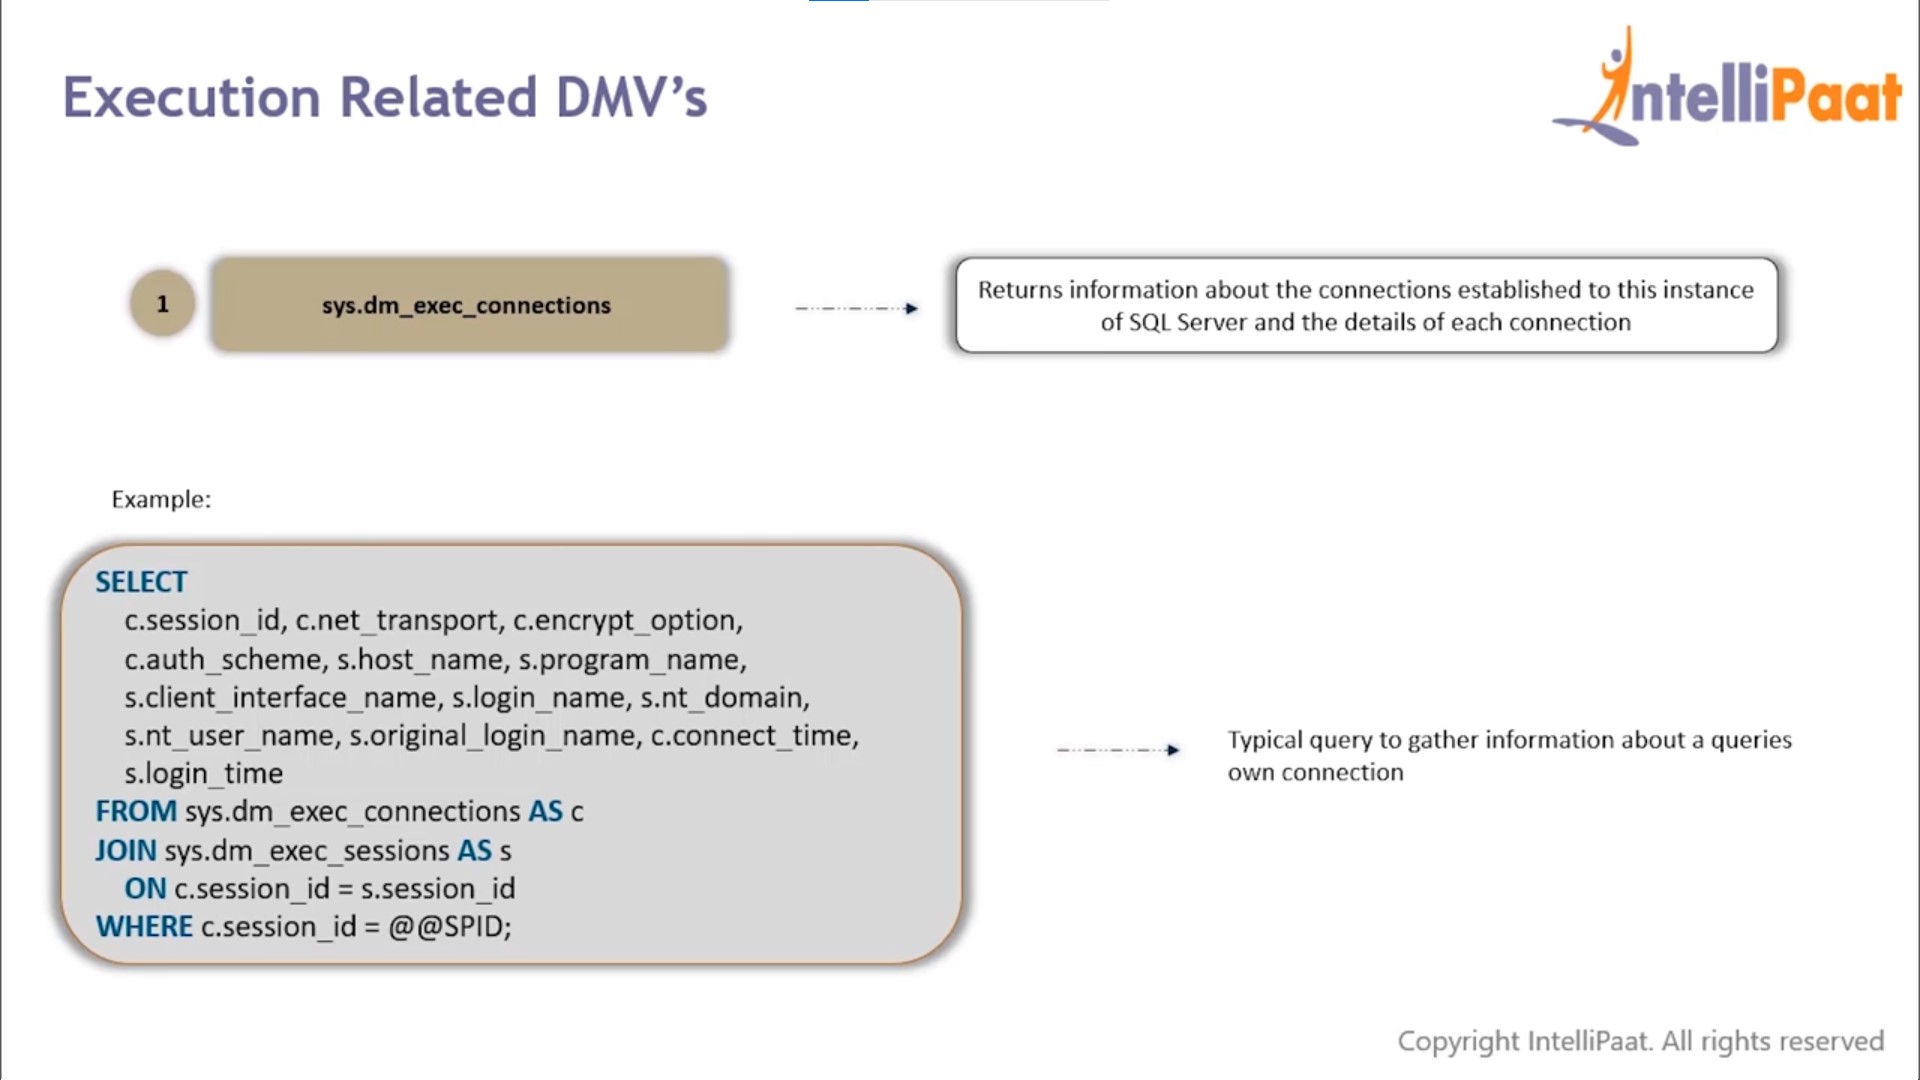 Execution Related DMV’s
IntelliPaat
1
sys.dm_exec_connections
Returns information about the connections established to this instance
of SQL Server and the details of each connection
Example:
SELECT
c.session_id, c.net_transport, c.encrypt_option,
c.auth_scheme, s.host_name, s.program_name,
s.client_interface_name, s.login_name, s.nt_domain,
s.nt_user_name, s.original_login_name, c.connect_time,
s.login_time
FROM sys.dm_exec_connections AS c
JOIN sys.dm_exec_sessions AS s
ON c.session_id = s.session_id
WHERE c.session_id = @@SPID;
Typical query to gather information about a queries
own connection
Copyright IntelliPaat. All rights reserved